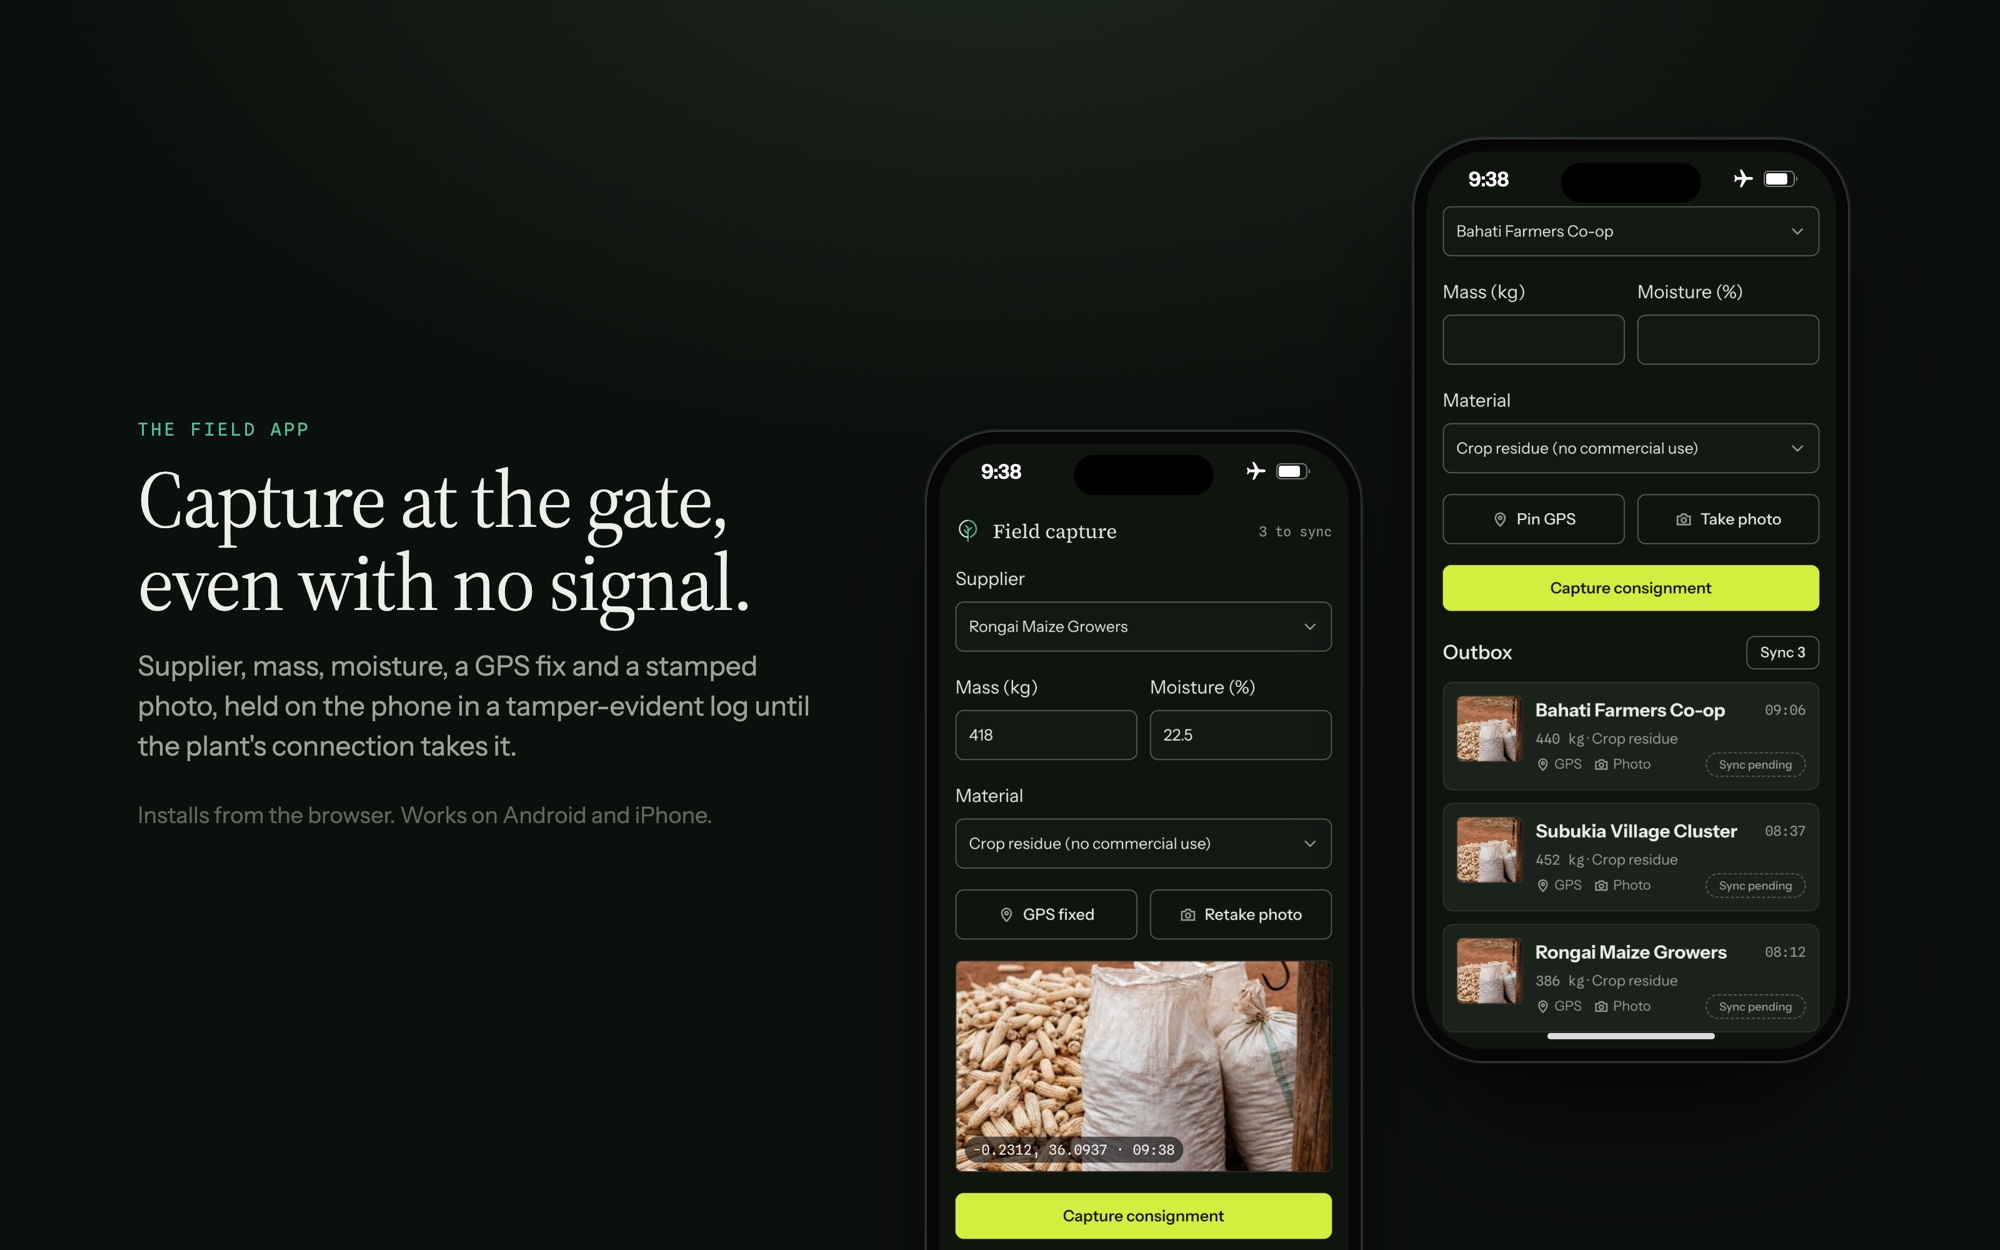 THE FIELD APP
Capture at the gate,
even with no signal.
Supplier, mass, moisture, a GPS fix and a stamped
photo, held on the phone in a tamper-evident log until
the plant's connection takes it.
Installs from the browser. Works on Android and iPhone.
9:38
Field capture
3 to sync
Supplier
Rongai Maize Growers
Mass (kg)
Moisture (%)
418
22.5
Material
Crop residue (no commercial use)
GPS fixed
Retake photo
-0.2312, 36.0937 · 09:38
Capture consignment
9:38
Bahati Farmers Co-op
Mass (kg)
Moisture (%)
Material
Crop residue (no commercial use)
Pin GPS
Take photo
Capture consignment
Outbox
Sync 3
Bahati Farmers Co-op
09:06
440 kg · Crop residue
GPS
Photo
Sync pending
Subukia Village Cluster
08:37
452 kg · Crop residue
GPS
Photo
Sync pending
Rongai Maize Growers
08:12
386 kg · Crop residue
GPS
Photo
Sync pending